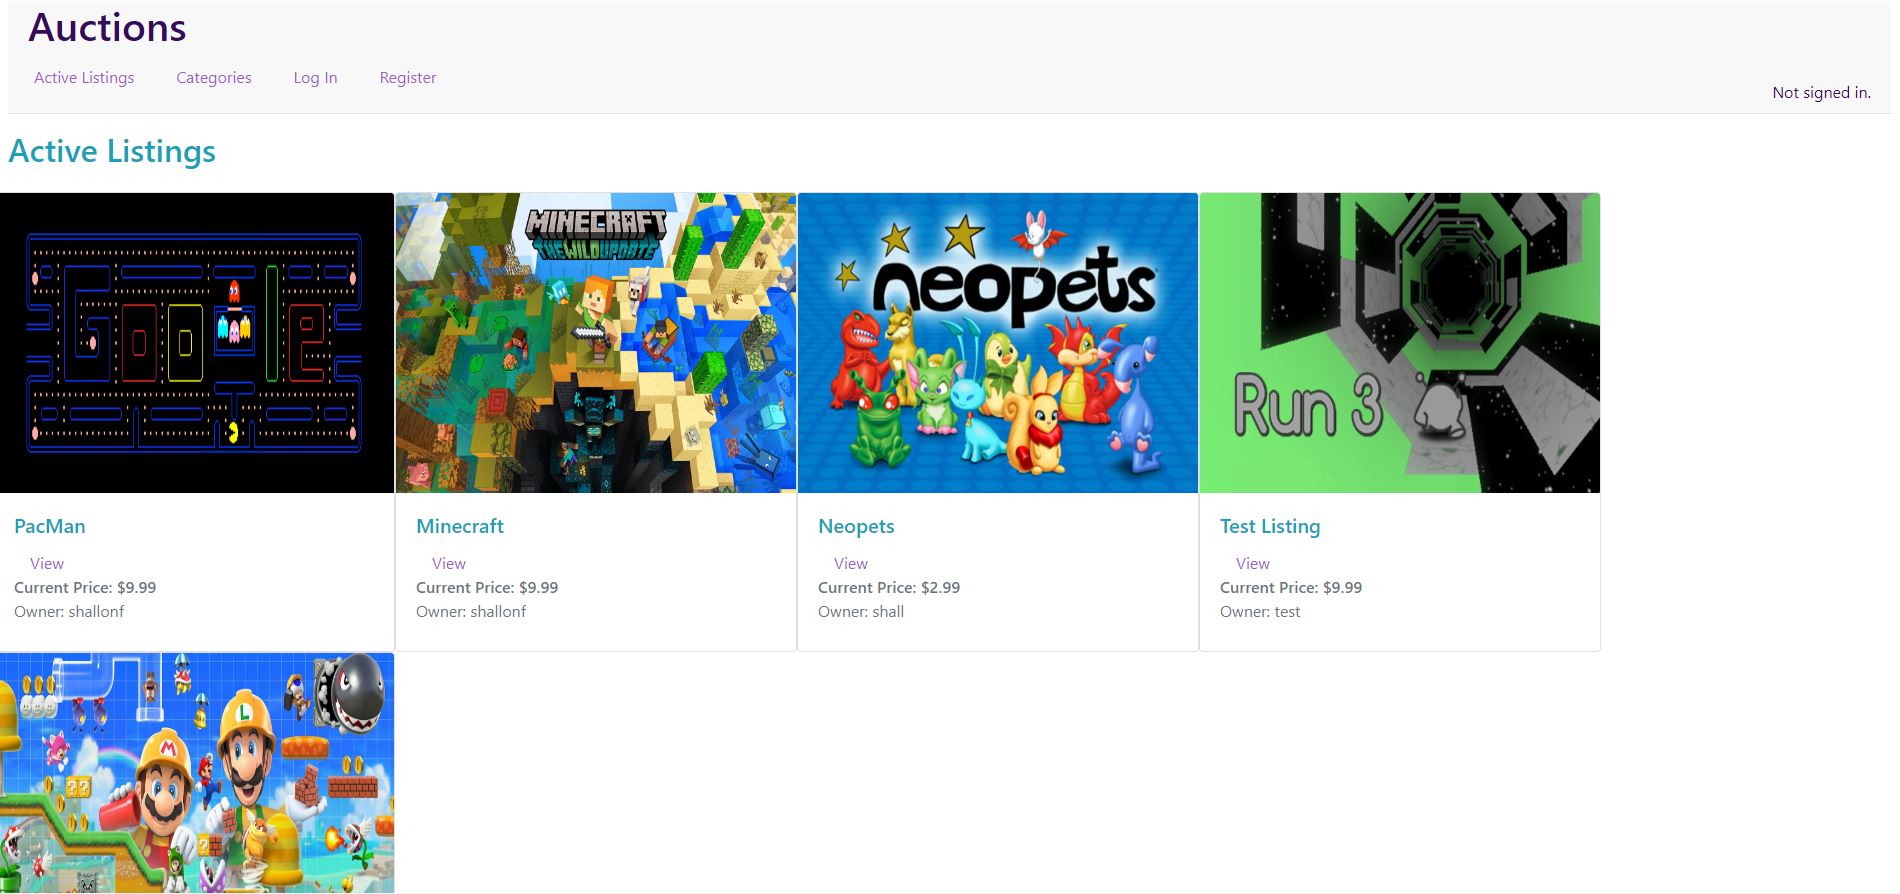 Auctions
Active Listings Categories Log In Register
Not signed in.
Active Listings
Google
MINECRAFT
THE WILD UPDATE
neopets
Run 3
PacMan
View
Current Price: $9.99
Owner: shallonf
Minecraft
View
Current Price: $9.99
Owner: shallonf
Neopets
View
Current Price: $2.99
Owner: shall
Test Listing
View
Current Price: $9.99
Owner: test
M
L